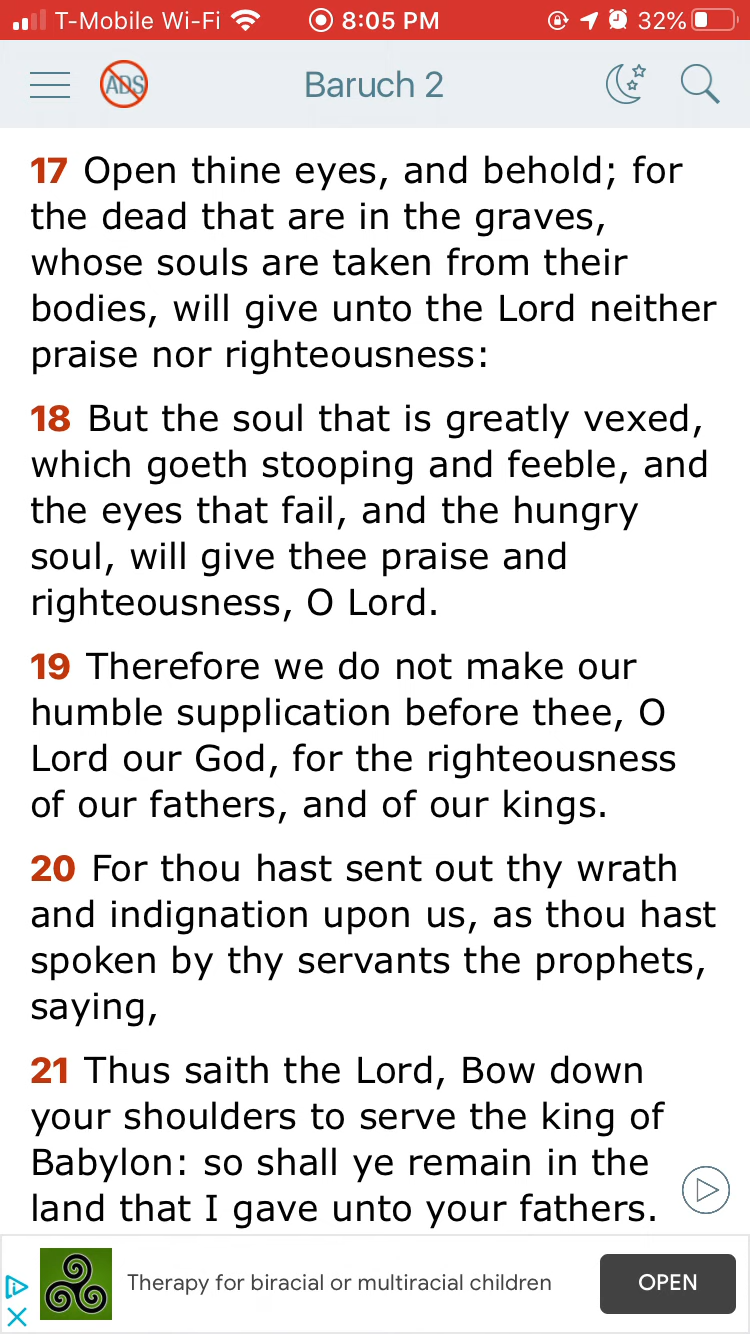 T-Mobile Wi-Fi 8:05 PM 32%
ADS Baruch 2
17 Open thine eyes, and behold; for
the dead that are in the graves,
whose souls are taken from their
bodies, will give unto the Lord neither
praise nor righteousness:
18 But the soul that is greatly vexed,
which goeth stooping and feeble, and
the eyes that fail, and the hungry
soul, will give thee praise and
righteousness, O Lord.
19 Therefore we do not make our
humble supplication before thee, O
Lord our God, for the righteousness
of our fathers, and of our kings.
20 For thou hast sent out thy wrath
and indignation upon us, as thou hast
spoken by thy servants the prophets,
saying,
21 Thus saith the Lord, Bow down
your shoulders to serve the king of
Babylon: so shall ye remain in the
land that I gave unto your fathers.
Therapy for biracial or multiracial children OPEN